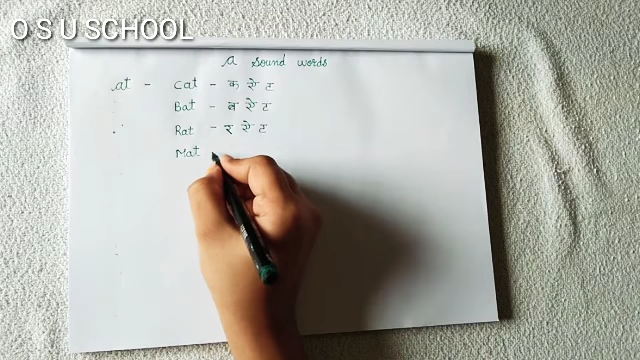 O S U SCHOOL
a sound words
at - Cat - क ऐ ट
Bat - ब ऐ ट
Rat - र ऐ ट
Mat